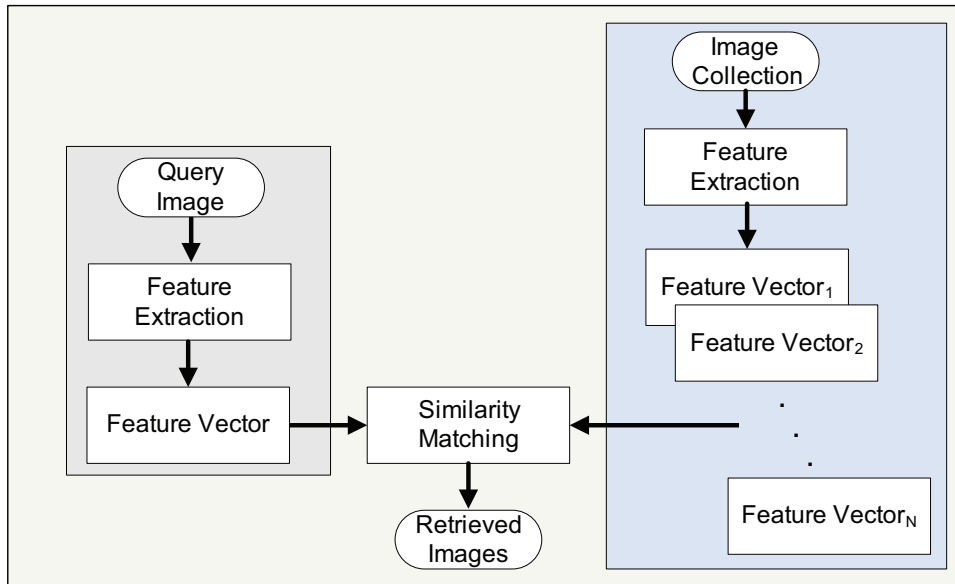 Query
Image
Feature
Extraction
Feature Vector
Similarity
Matching
Retrieved
Images
Image
Collection
Feature
Extraction
Feature Vector₁
Feature Vector₂
.
.
.
Feature Vector_N